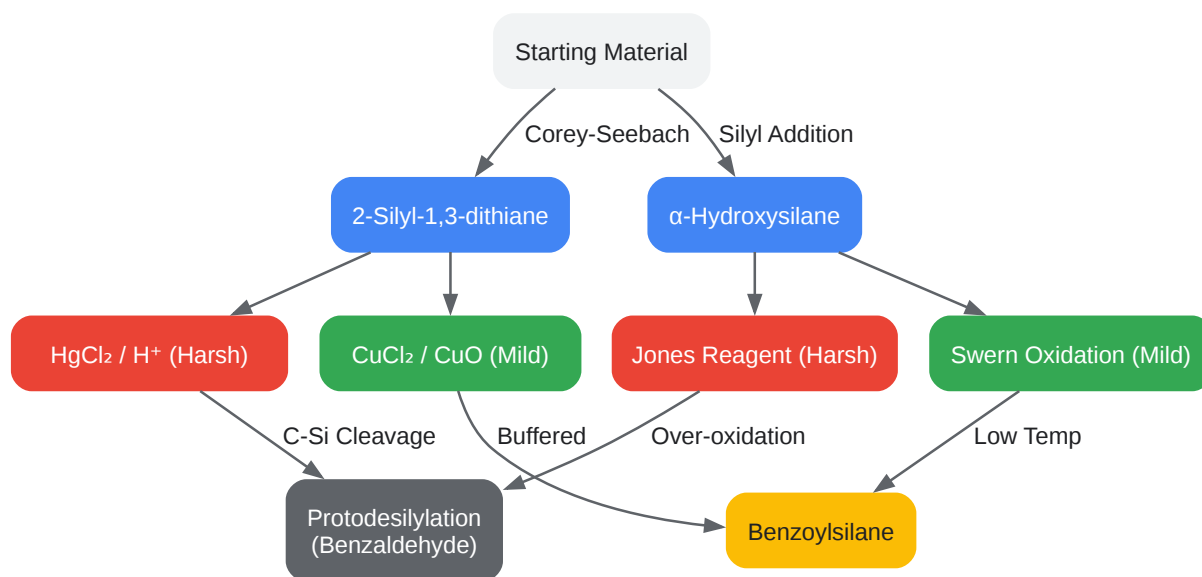 Starting Material
Corey-Seebach
Silyl Addition
2-Silyl-1,3-dithiane
α-Hydroxysilane
HgCl₂ / H⁺ (Harsh)
CuCl₂ / CuO (Mild)
Jones Reagent (Harsh)
Swern Oxidation (Mild)
C-Si Cleavage
Buffered
Over-oxidation
Low Temp
Protodesilylation
(Benzaldehyde)
Benzoylsilane